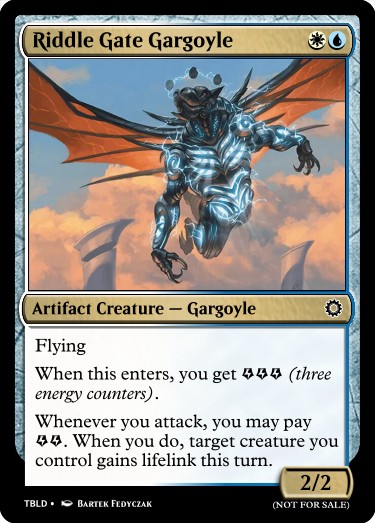 Riddle Gate Gargoyle
Artifact Creature — Gargoyle
Flying
When this enters, you get (three
energy counters).
Whenever you attack, you may pay
. When you do, target creature you
control gains lifelink this turn.
2/2
TBLD • Bartek Fedyczak
(NOT FOR SALE)